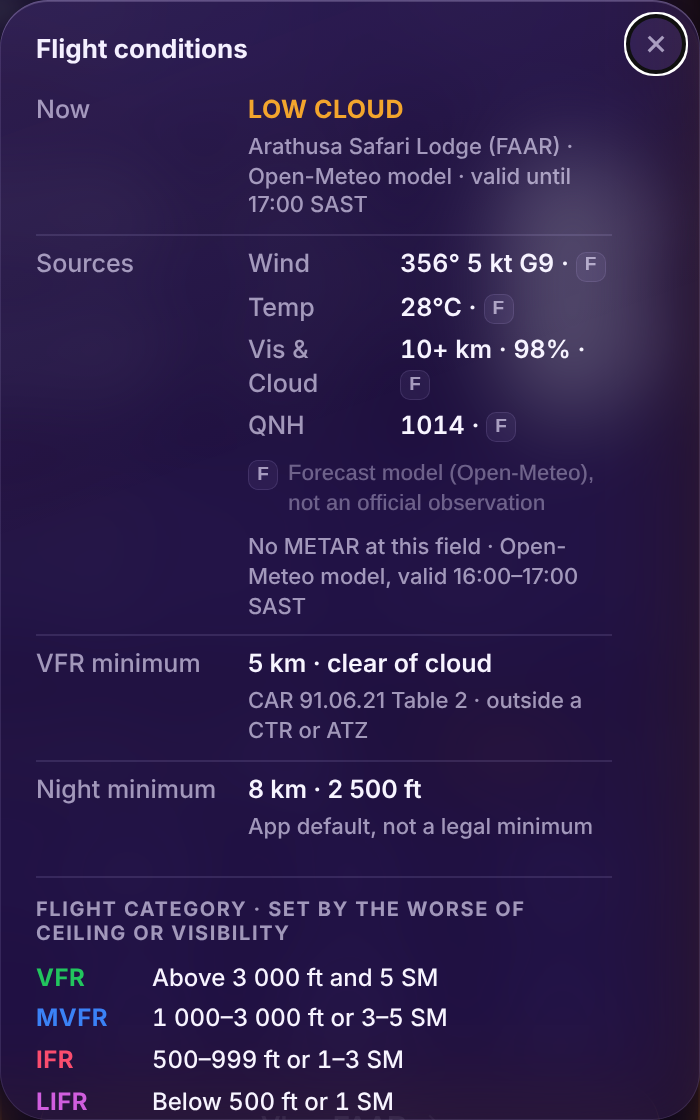 Flight conditions
Now
LOW CLOUD
Arathusa Safari Lodge (FAAR) ·
Open-Meteo model · valid until
17:00 SAST
Sources
Wind 356° 5 kt G9 · F
Temp 28°C · F
Vis & 10+ km · 98% ·
Cloud F
QNH 1014 · F
F Forecast model (Open-Meteo),
not an official observation
No METAR at this field · Open-
Meteo model, valid 16:00–17:00
SAST
VFR minimum 5 km · clear of cloud
CAR 91.06.21 Table 2 · outside a
CTR or ATZ
Night minimum 8 km · 2 500 ft
App default, not a legal minimum
FLIGHT CATEGORY · SET BY THE WORSE OF
CEILING OR VISIBILITY
VFR Above 3 000 ft and 5 SM
MVFR 1 000–3 000 ft or 3–5 SM
IFR 500–999 ft or 1–3 SM
LIFR Below 500 ft or 1 SM